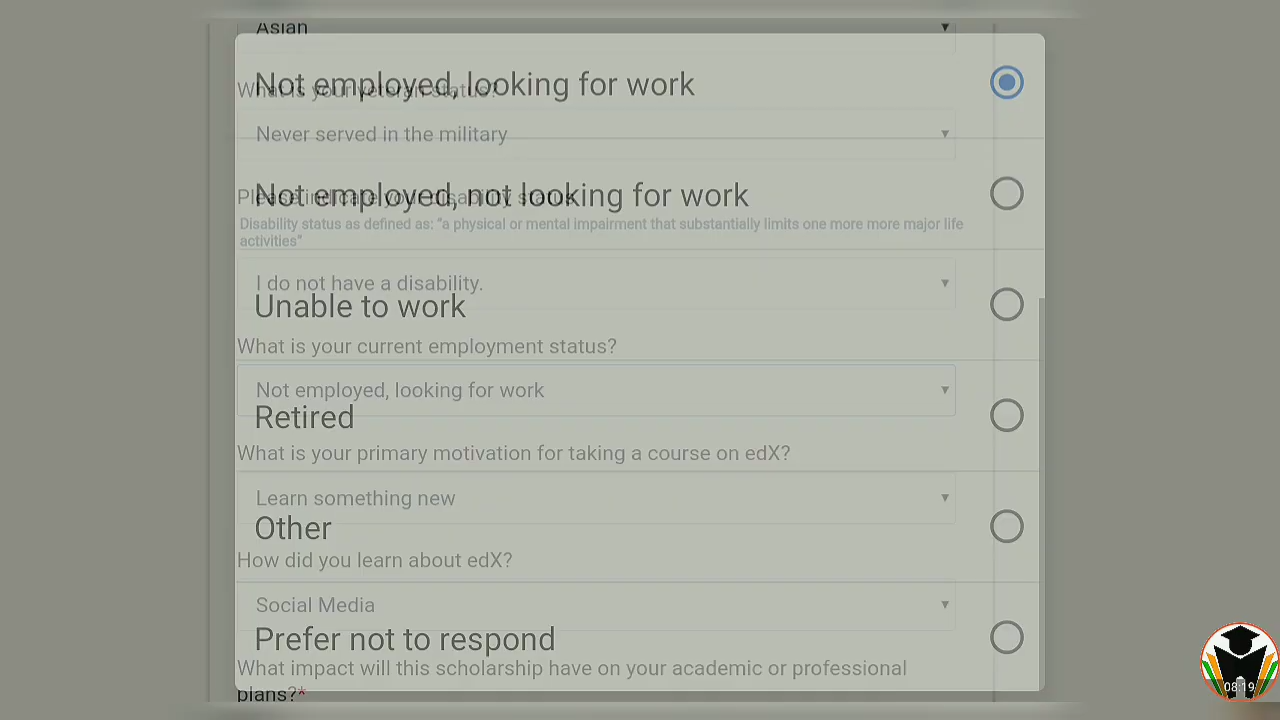 Asian
Not employed, looking for work
What is your veteran status?
Never served in the military
Not employed, not looking for work
Please indicate your disability status.
Disability status as defined as: “a physical or mental impairment that substantially limits one more more major life
activities”
I do not have a disability.
Unable to work
What is your current employment status?
Not employed, looking for work
Retired
What is your primary motivation for taking a course on edX?
Learn something new
Other
How did you learn about edX?
Social Media
Prefer not to respond
What impact will this scholarship have on your academic or professional
plans?*
08:19